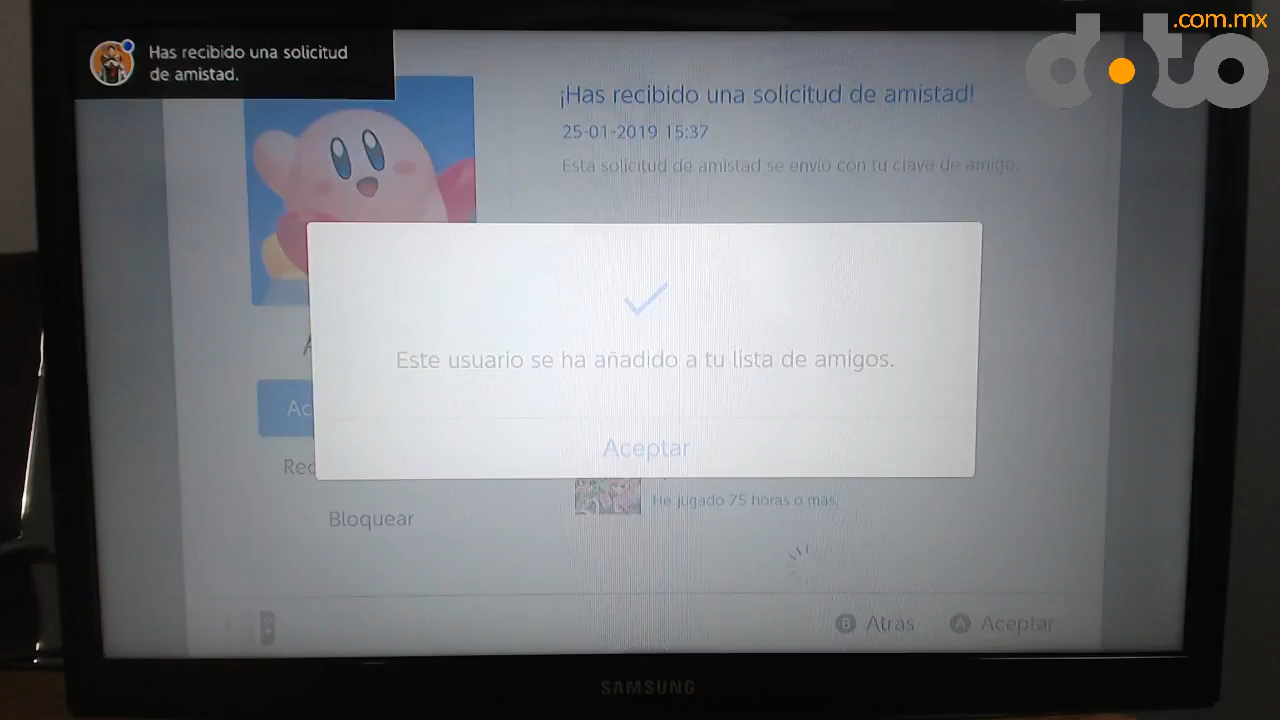 .com.mx
doto
Has recibido una solicitud
de amistad.
¡Has recibido una solicitud de amistad!
25-01-2019 15:37
Esta solicitud de amistad se envió con tu clave de amigo.
Este usuario se ha añadido a tu lista de amigos.
Aceptar
Bloquear
He jugado 75 horas o más.
B Atrás
A Aceptar
SAMSUNG